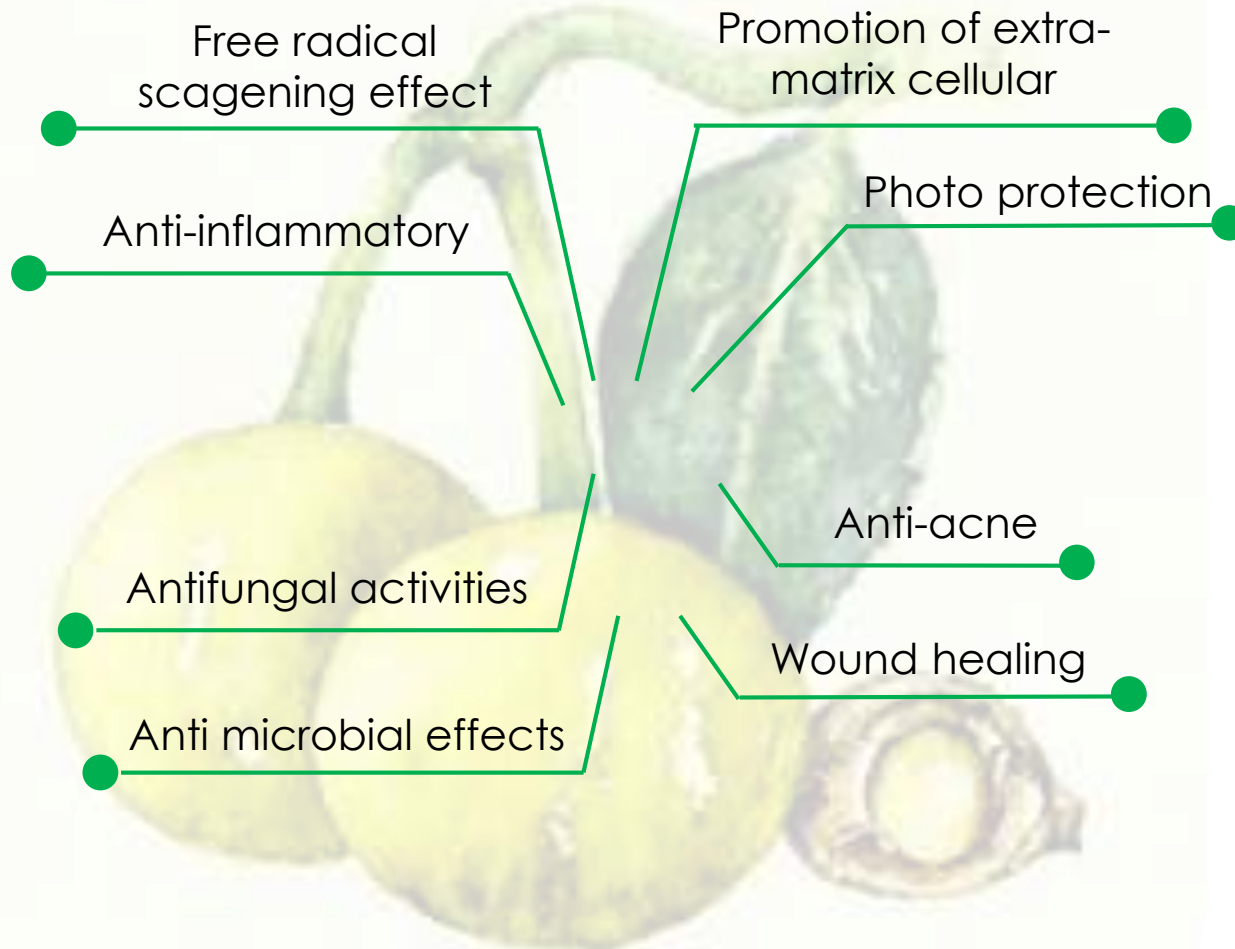 Free radical
scagening effect
Promotion of extra-
matrix cellular
Photo protection
Anti-inflammatory
Anti-acne
Antifungal activities
Wound healing
Anti microbial effects